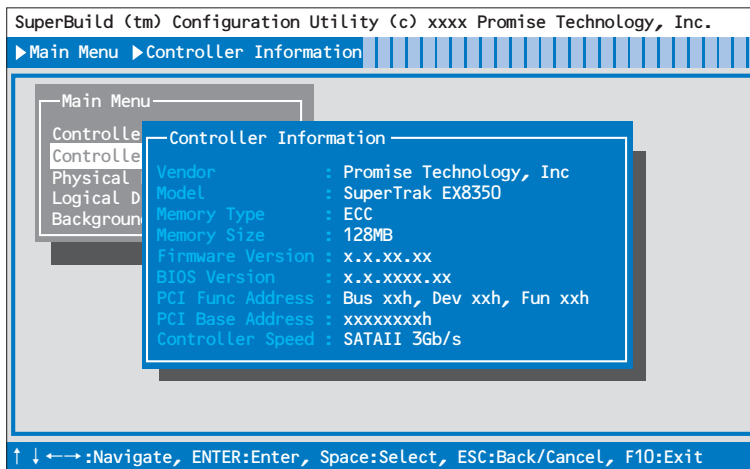 SuperBuild (tm) Configuration Utility (c) xxxx Promise Technology, Inc.
▶Main Menu ▶Controller Information
Main Menu
Controlle
Controlle
Physical
Logical D
Backgroun
Controller Information
Vendor : Promise Technology, Inc
Model : SuperTrak EX8350
Memory Type : ECC
Memory Size : 128MB
Firmware Version : x.x.xx.xx
BIOS Version : x.x.xxxx.xx
PCI Func Address : Bus xxh, Dev xxh, Fun xxh
PCI Base Address : xxxxxxxxh
Controller Speed : SATAII 3Gb/s
↑ ↓ ←→ :Navigate, ENTER:Enter, Space:Select, ESC:Back/Cancel, F10:Exit